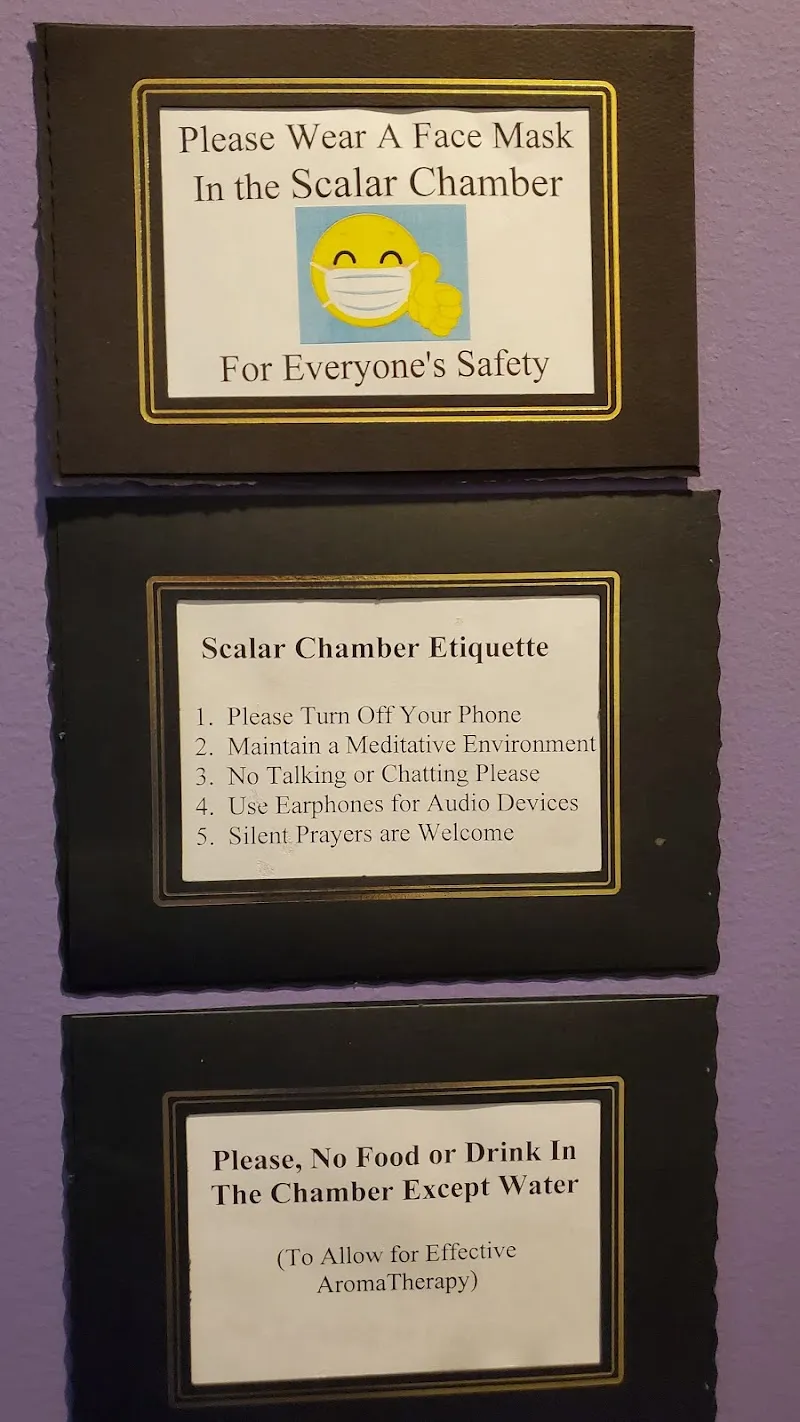 Please Wear A Face Mask
In the Scalar Chamber
For Everyone's Safety
Scalar Chamber Etiquette
1. Please Turn Off Your Phone
2. Maintain a Meditative Environment
3. No Talking or Chatting Please
4. Use Earphones for Audio Devices
5. Silent Prayers are Welcome
Please, No Food or Drink In
The Chamber Except Water
(To Allow for Effective
AromaTherapy)